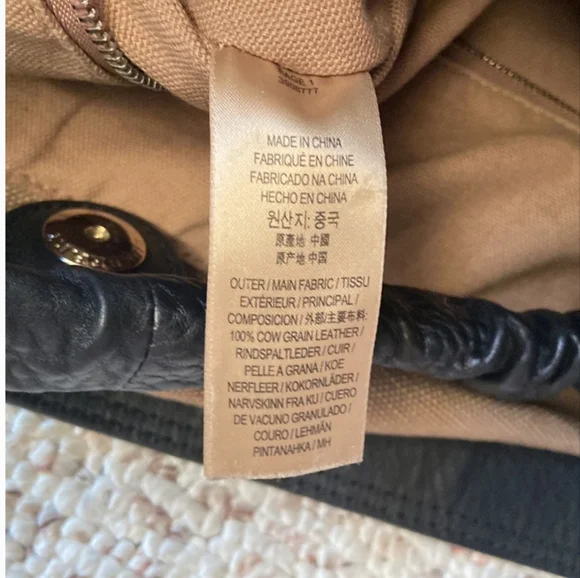 PAGE 1
3908777
MADE IN CHINA
FABRIQUÉ EN CHINE
FABRICADO NA CHINA
HECHO EN CHINA
원산지: 중국
原產地: 中國
原产地: 中国
OUTER / MAIN FABRIC / TISSU
EXTÉRIEUR / PRINCIPAL /
COMPOSICION / 外部/主要布料:
100% COW GRAIN LEATHER /
RINDSPALTLEDER / CUIR /
PELLE A GRANA / KOE
NERFLEER / KOKORNLÄDER /
NARVSKINN FRA KU / CUERO
DE VACUNO GRANULADO /
COURO / LEHMÄN
PINTANAHKA / MH